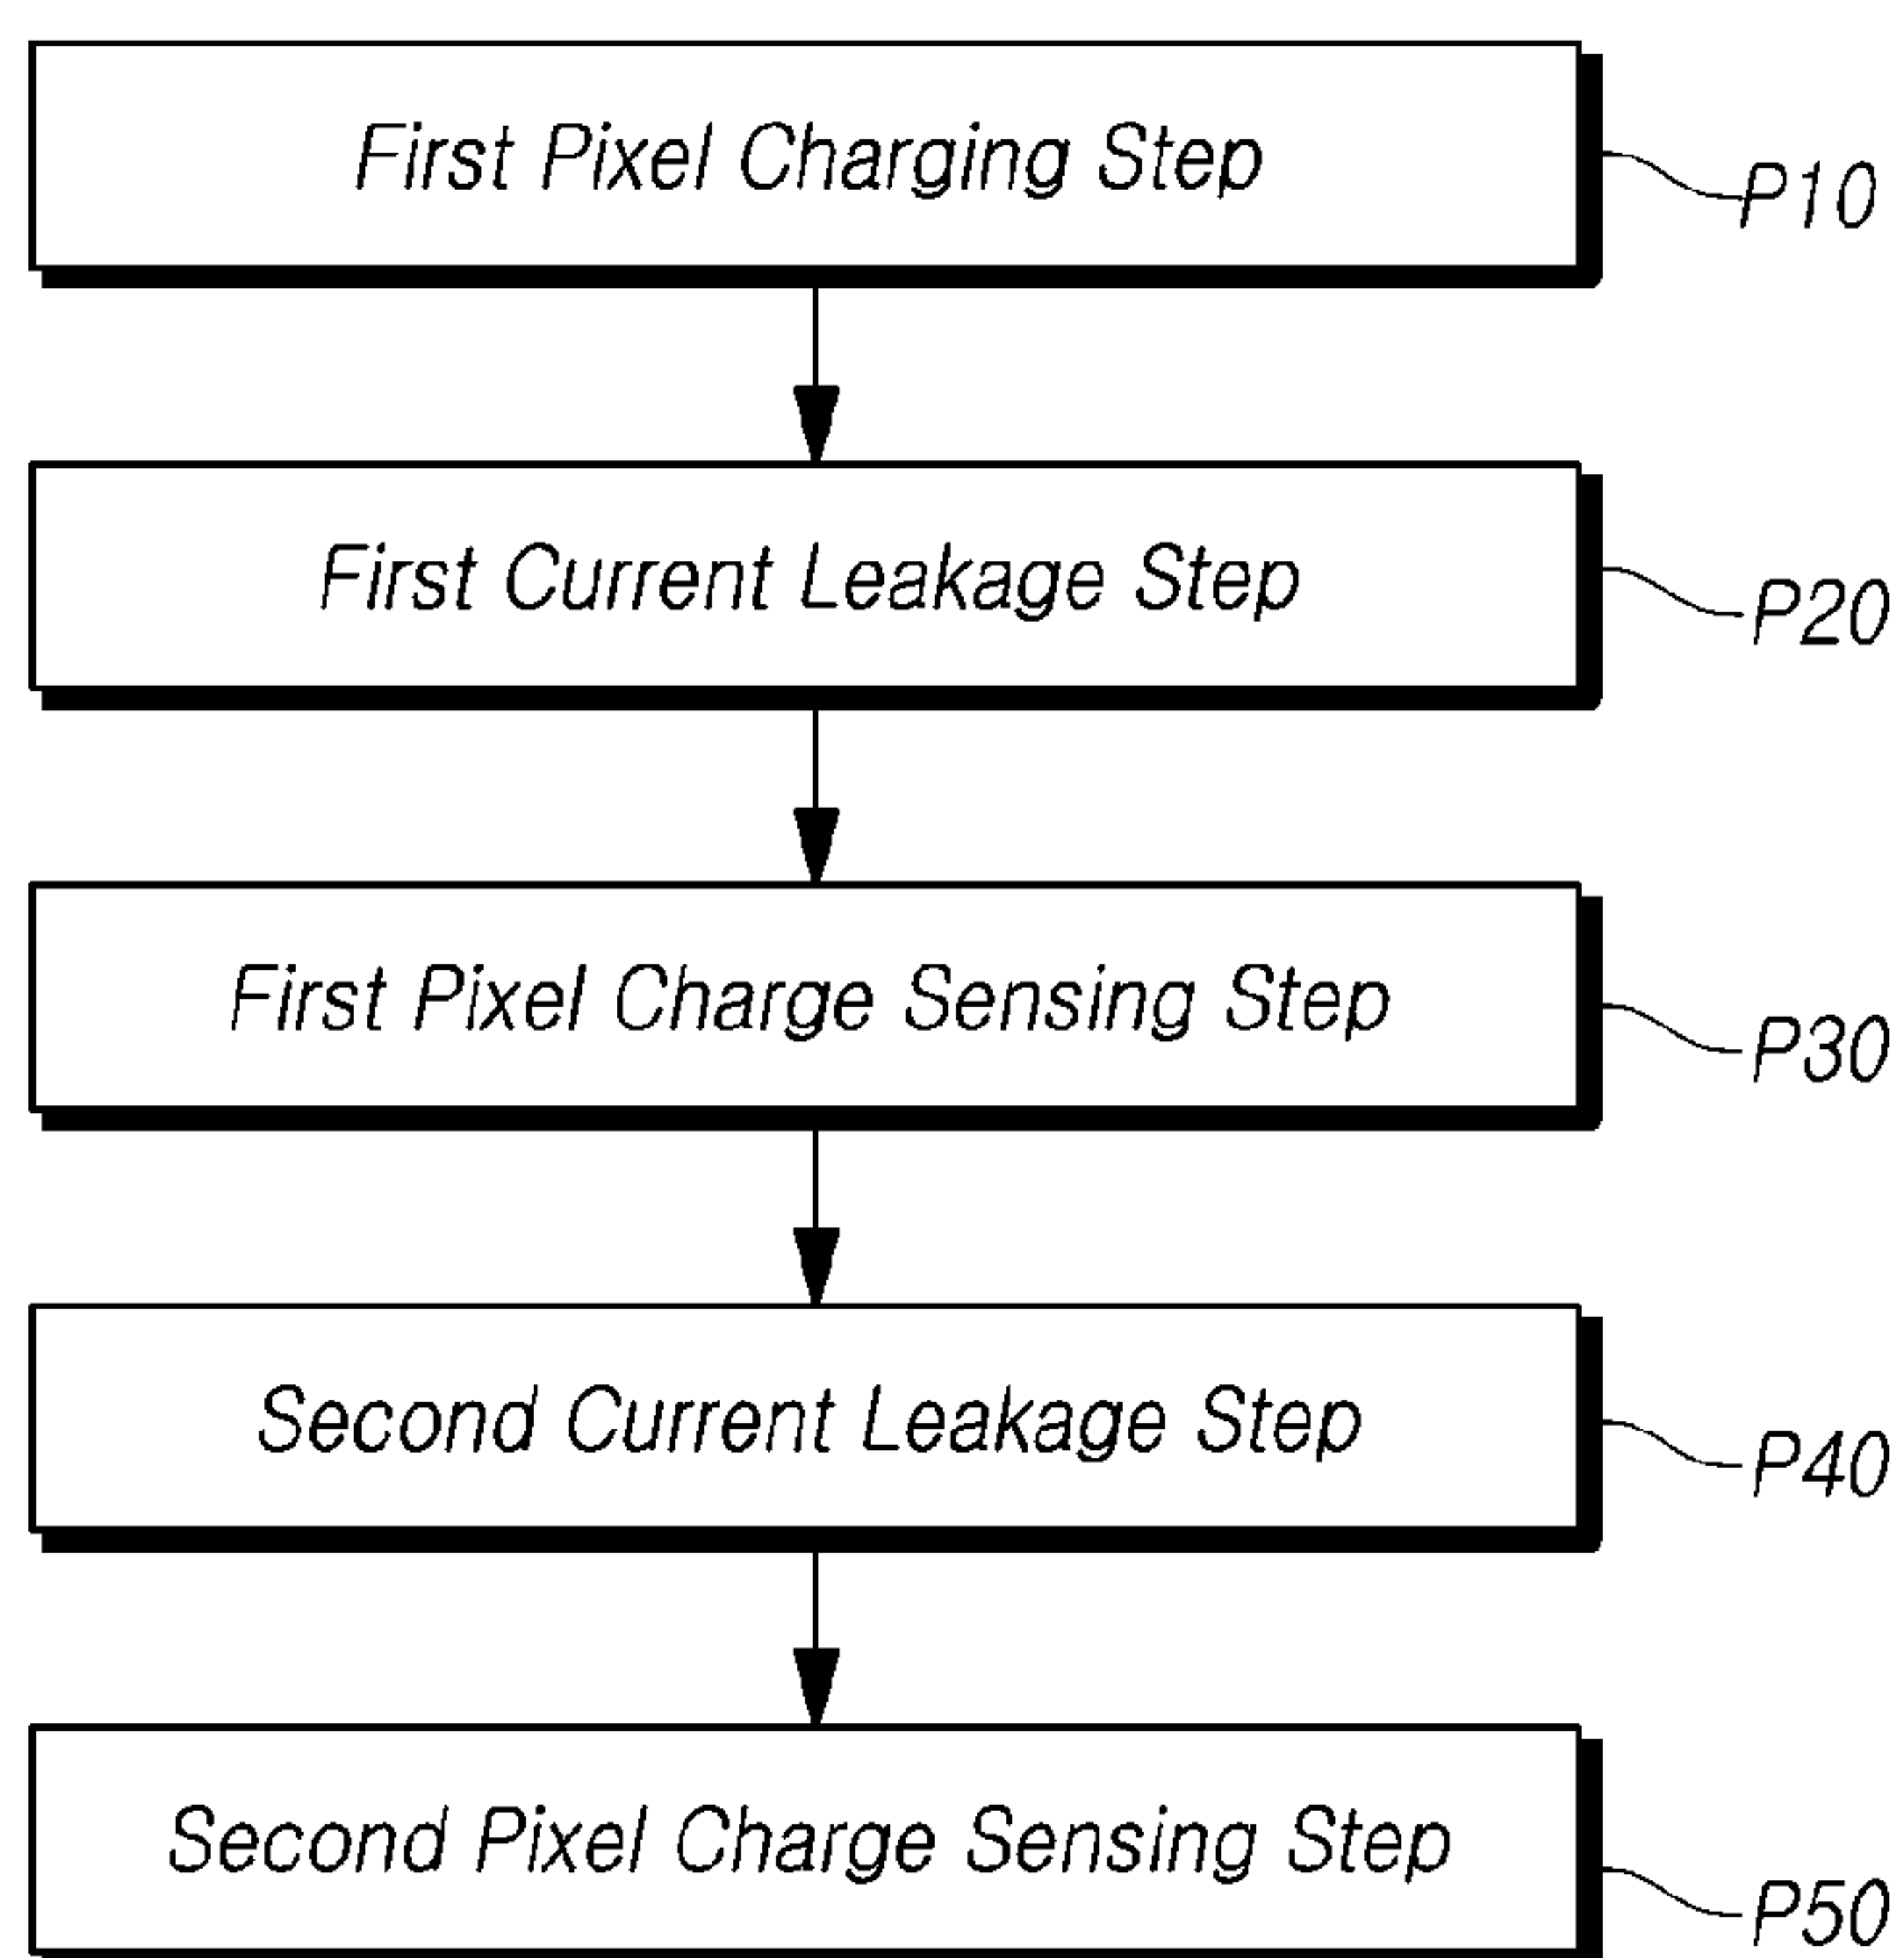 First Pixel Charging Step
P10
First Current Leakage Step
P20
First Pixel Charge Sensing Step
P30
Second Current Leakage Step
P40
Second Pixel Charge Sensing Step
P50